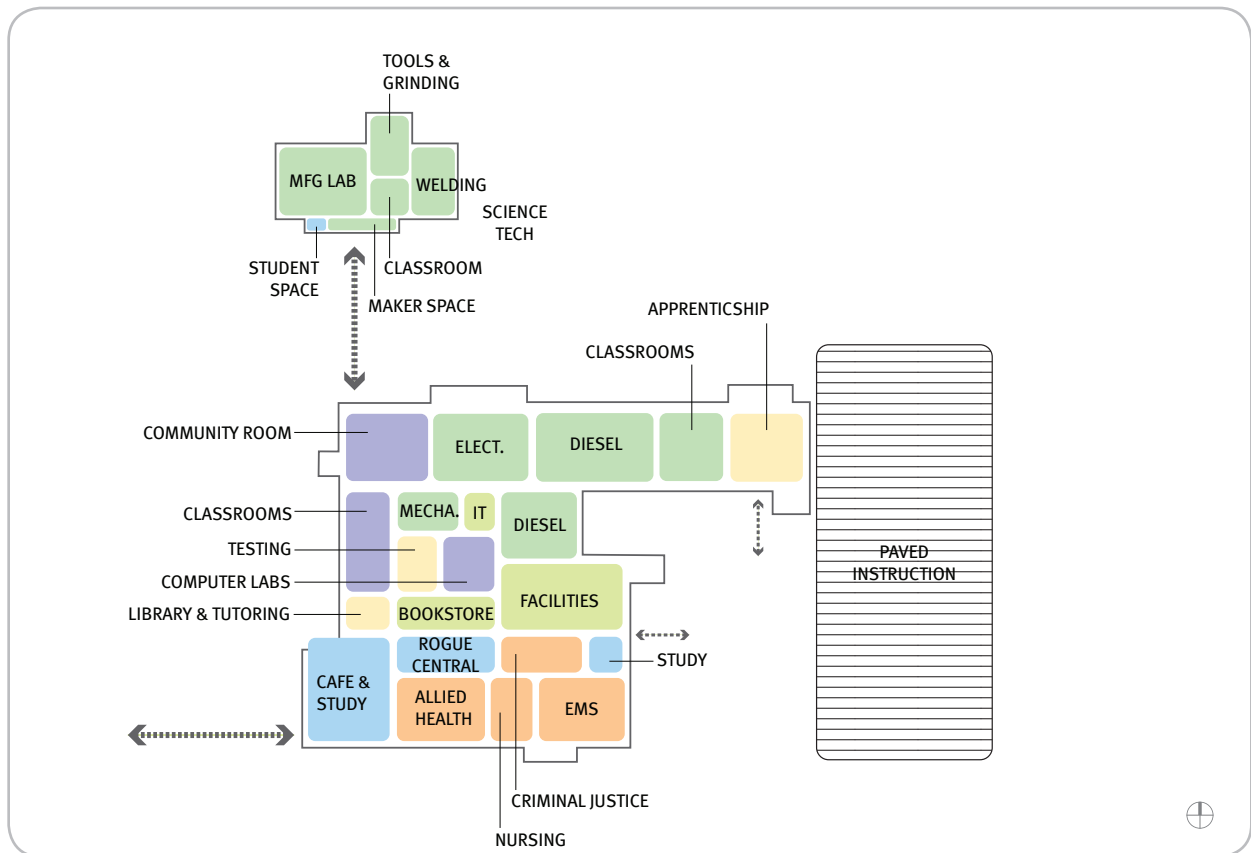 TOOLS &
GRINDING
MFG LAB
WELDING
SCIENCE
TECH
STUDENT
SPACE
CLASSROOM
MAKER SPACE
APPRENTICSHIP
CLASSROOMS
COMMUNITY ROOM
ELECT.
DIESEL
CLASSROOMS
MECHA.
IT
DIESEL
TESTING
COMPUTER LABS
PAVED
INSTRUCTION
LIBRARY & TUTORING
BOOKSTORE
FACILITIES
ROGUE
CENTRAL
STUDY
CAFE &
STUDY
ALLIED
HEALTH
EMS
CRIMINAL JUSTICE
NURSING